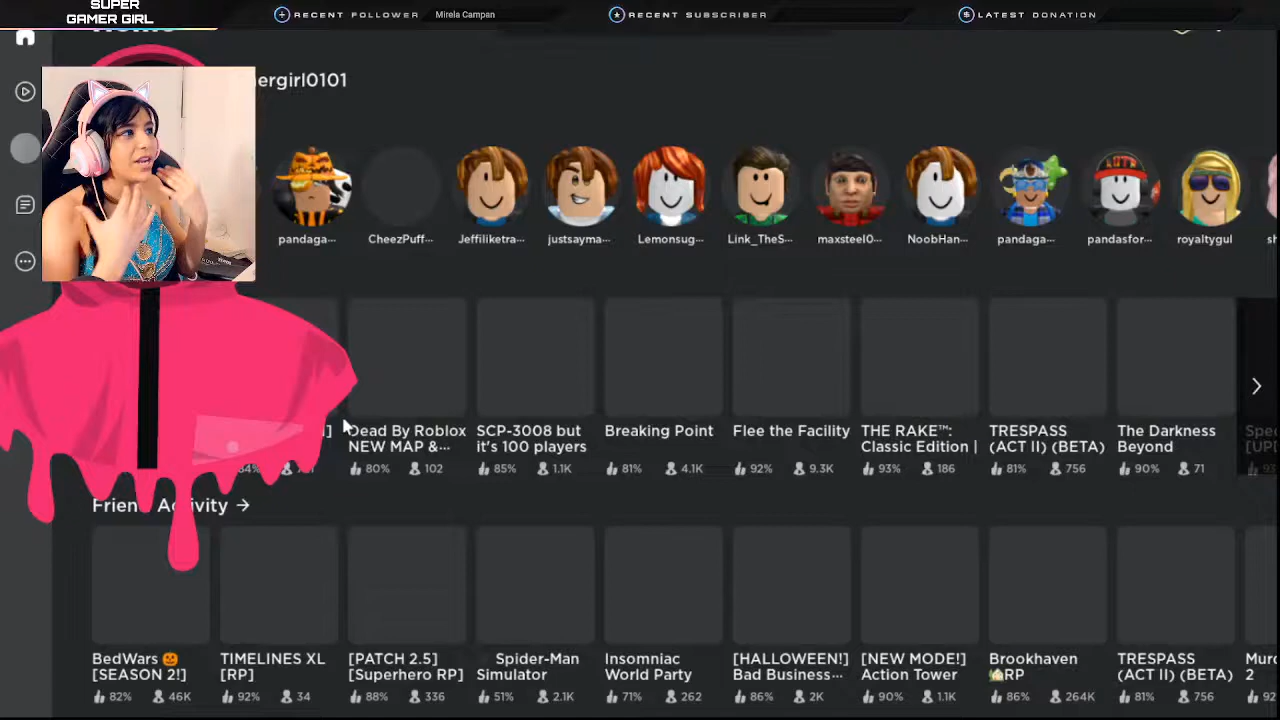 SUPER
GAMER GIRL
RECENT FOLLOWER Mirela Campan
RECENT SUBSCRIBER
LATEST DONATION
ergirl0101
pandaga... CheezPuff... Jeffiliketra... justsayma... Lemonsug... Link_TheS... maxsteel0... NoobHan... pandaga... pandasfor... royaltygul
Dead By Roblox
NEW MAP &...
80% 102
SCP-3008 but
it's 100 players
85% 1.1K
Breaking Point
81% 4.1K
Flee the Facility
92% 9.3K
THE RAKE™:
Classic Edition |
93% 186
TRESPASS
(ACT II) (BETA)
81% 756
The Darkness
Beyond
90% 71
Friend Activity →
BedWars 🎃
[SEASON 2!]
82% 46K
TIMELINES XL
[RP]
92% 34
[PATCH 2.5]
[Superhero RP]
88% 336
Spider-Man
Simulator
51% 2.1K
Insomniac
World Party
71% 262
[HALLOWEEN!]
Bad Business...
86% 2K
[NEW MODE!]
Action Tower
90% 1.1K
Brookhaven
🏡RP
86% 264K
TRESPASS
(ACT II) (BETA)
81% 756
2